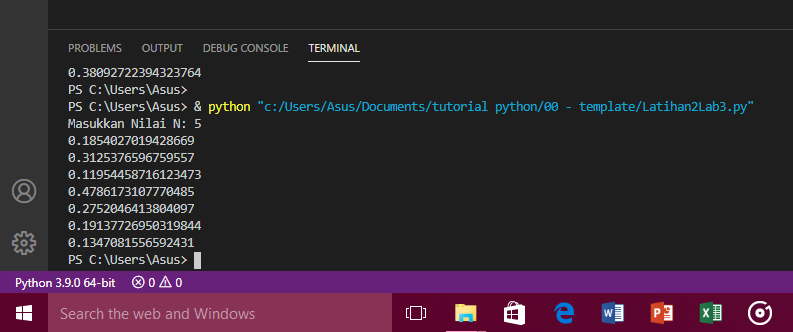 PROBLEMS OUTPUT DEBUG CONSOLE TERMINAL
0.38092722394323764
PS C:\Users\Asus>
PS C:\Users\Asus> & python "c:/Users/Asus/Documents/tutorial python/00 - template/Latihan2Lab3.py"
Masukkan Nilai N: 5
0.1854027019428669
0.3125376596759557
0.11954458716123473
0.4786173107770485
0.2752046413804097
0.19137726950319844
0.1347081556592431
PS C:\Users\Asus>
Python 3.9.0 64-bit 0 0
Search the web and Windows